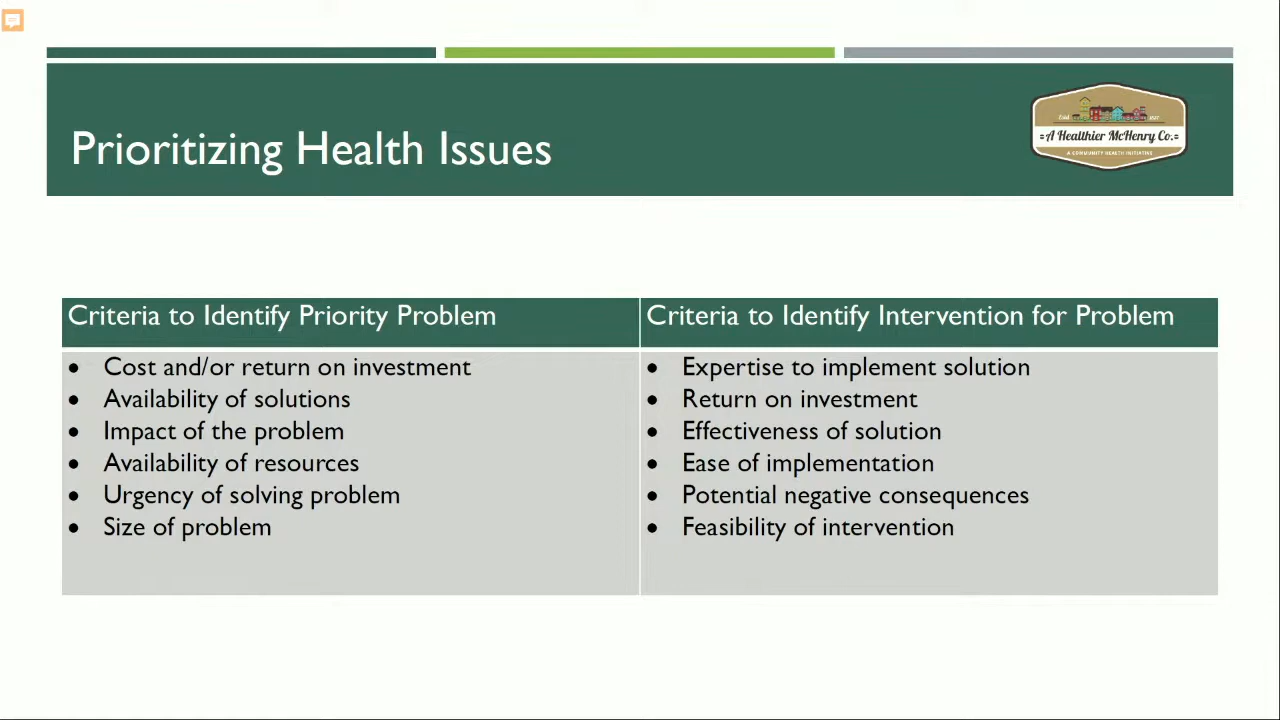 Prioritizing Health Issues
A Healthier McHenry Co.
A COMMUNITY HEALTH INITIATIVE
Criteria to Identify Priority Problem
• Cost and/or return on investment
• Availability of solutions
• Impact of the problem
• Availability of resources
• Urgency of solving problem
• Size of problem
Criteria to Identify Intervention for Problem
• Expertise to implement solution
• Return on investment
• Effectiveness of solution
• Ease of implementation
• Potential negative consequences
• Feasibility of intervention